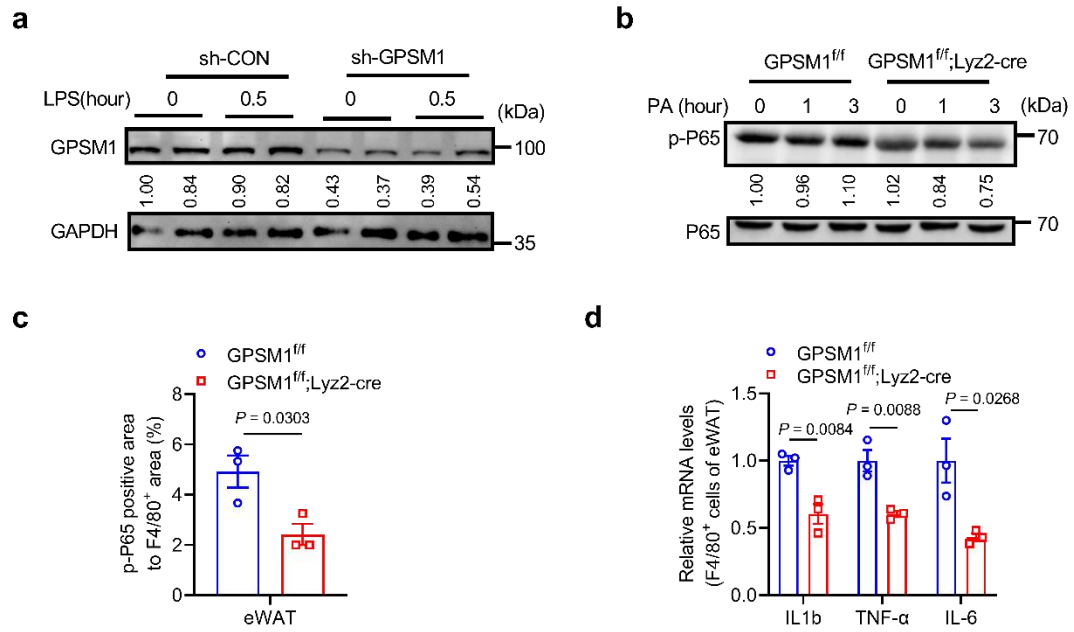 a
sh-CON sh-GPSM1
LPS(hour) 0 0.5 0 0.5 (kDa)
GPSM1 100
1.00 0.84 0.90 0.82 0.43 0.37 0.39 0.54
GAPDH 35
b
GPSM1f/f GPSM1f/f;Lyz2-cre
PA (hour) 0 1 3 0 1 3 (kDa)
p-P65 70
1.00 0.96 1.10 1.02 0.84 0.75
P65 70
c
GPSM1f/f
GPSM1f/f;Lyz2-cre
p-P65 positive area
to F4/80+ area (%)
8
6
4
2
0
P = 0.0303
eWAT
d
GPSM1f/f
GPSM1f/f;Lyz2-cre
Relative mRNA levels
(F4/80+ cells of eWAT)
1.5
1.0
0.5
0.0
P = 0.0084
P = 0.0088
P = 0.0268
IL1b TNF-α IL-6